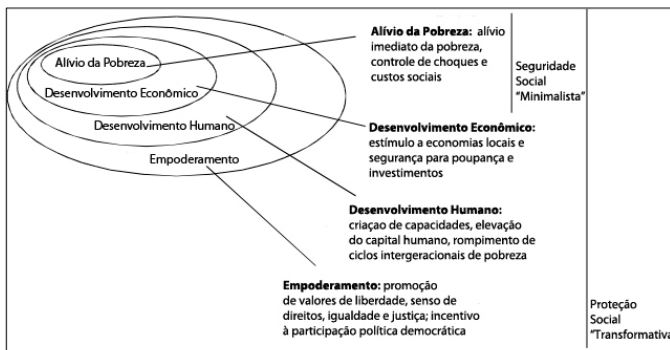 Alívio da Pobreza
Desenvolvimento Econômico
Desenvolvimento Humano
Empoderamento
Alívio da Pobreza: alívio
imediato da pobreza,
controle de choques e
custos sociais
Seguridade
Social
“Minimalista”
Desenvolvimento Econômico:
estímulo a economias locais e
segurança para poupança e
investimentos
Desenvolvimento Humano:
criaçao de capacidades, elevação
do capital humano, rompimento de
ciclos intergeracionais de pobreza
Empoderamento: promoção
de valores de liberdade, senso de
direitos, igualdade e justiça; incentivo
à participação política democrática
Proteção
Social
“Transformativa